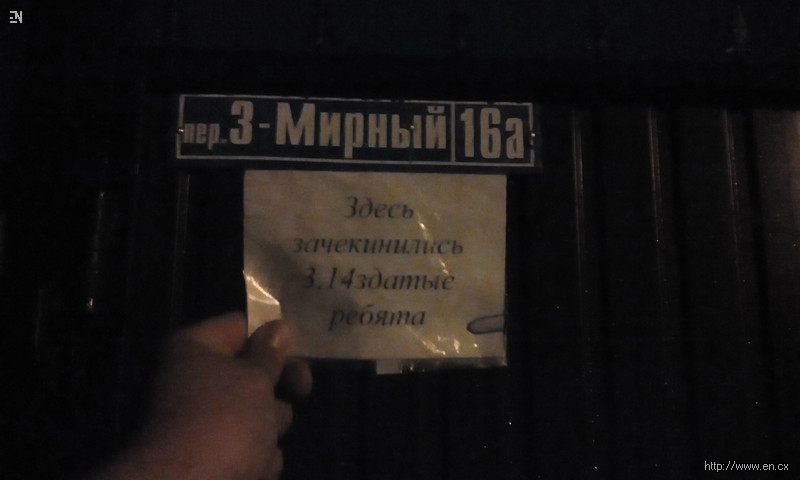 EN
пер. 3-Мирный 16а
Здесь
зачекинились
3,14здатые
ребята
http://www.en.cx